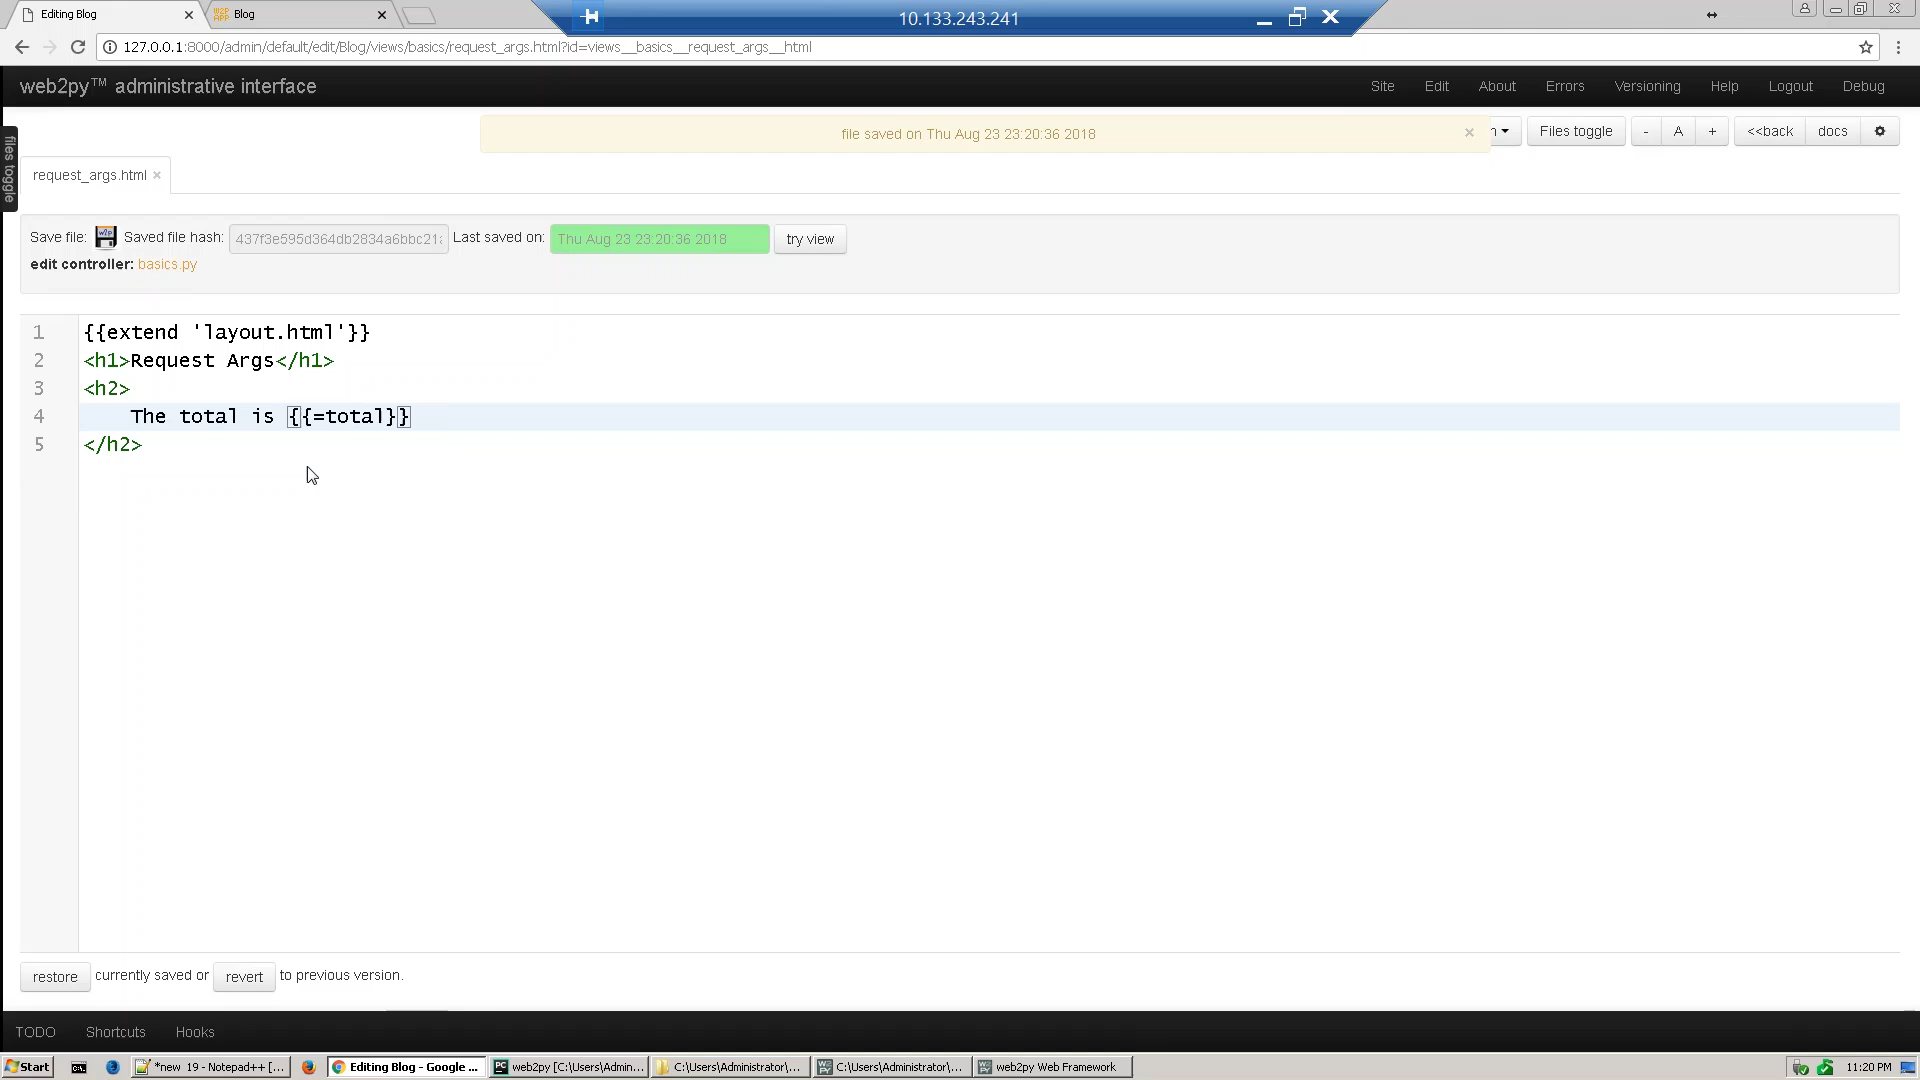 Editing Blog
Blog
10.133.243.241
127.0.0.1:8000/admin/default/edit/Blog/views/basics/request_args.html?id=views__basics__request_args__html
web2py™ administrative interface
Site Edit About Errors Versioning Help Logout Debug
file saved on Thu Aug 23 23:20:36 2018 ×
Files toggle - A + <<back docs
files toggle
request_args.html ×
Save file: Saved file hash: 437f3e595d364db2834a6bbc21 Last saved on: Thu Aug 23 23:20:36 2018 try view
edit controller: basics.py
1 {{extend 'layout.html'}}
2 <h1>Request Args</h1>
3 <h2>
4 The total is {{=total}}
5 </h2>
restore currently saved or revert to previous version.
TODO Shortcuts Hooks
Start *new 19 - Notepad++ [... Editing Blog - Google ... web2py [C:\Users\Admin... C:\Users\Administrator\... C:\Users\Administrator\... web2py Web Framework 11:20 PM